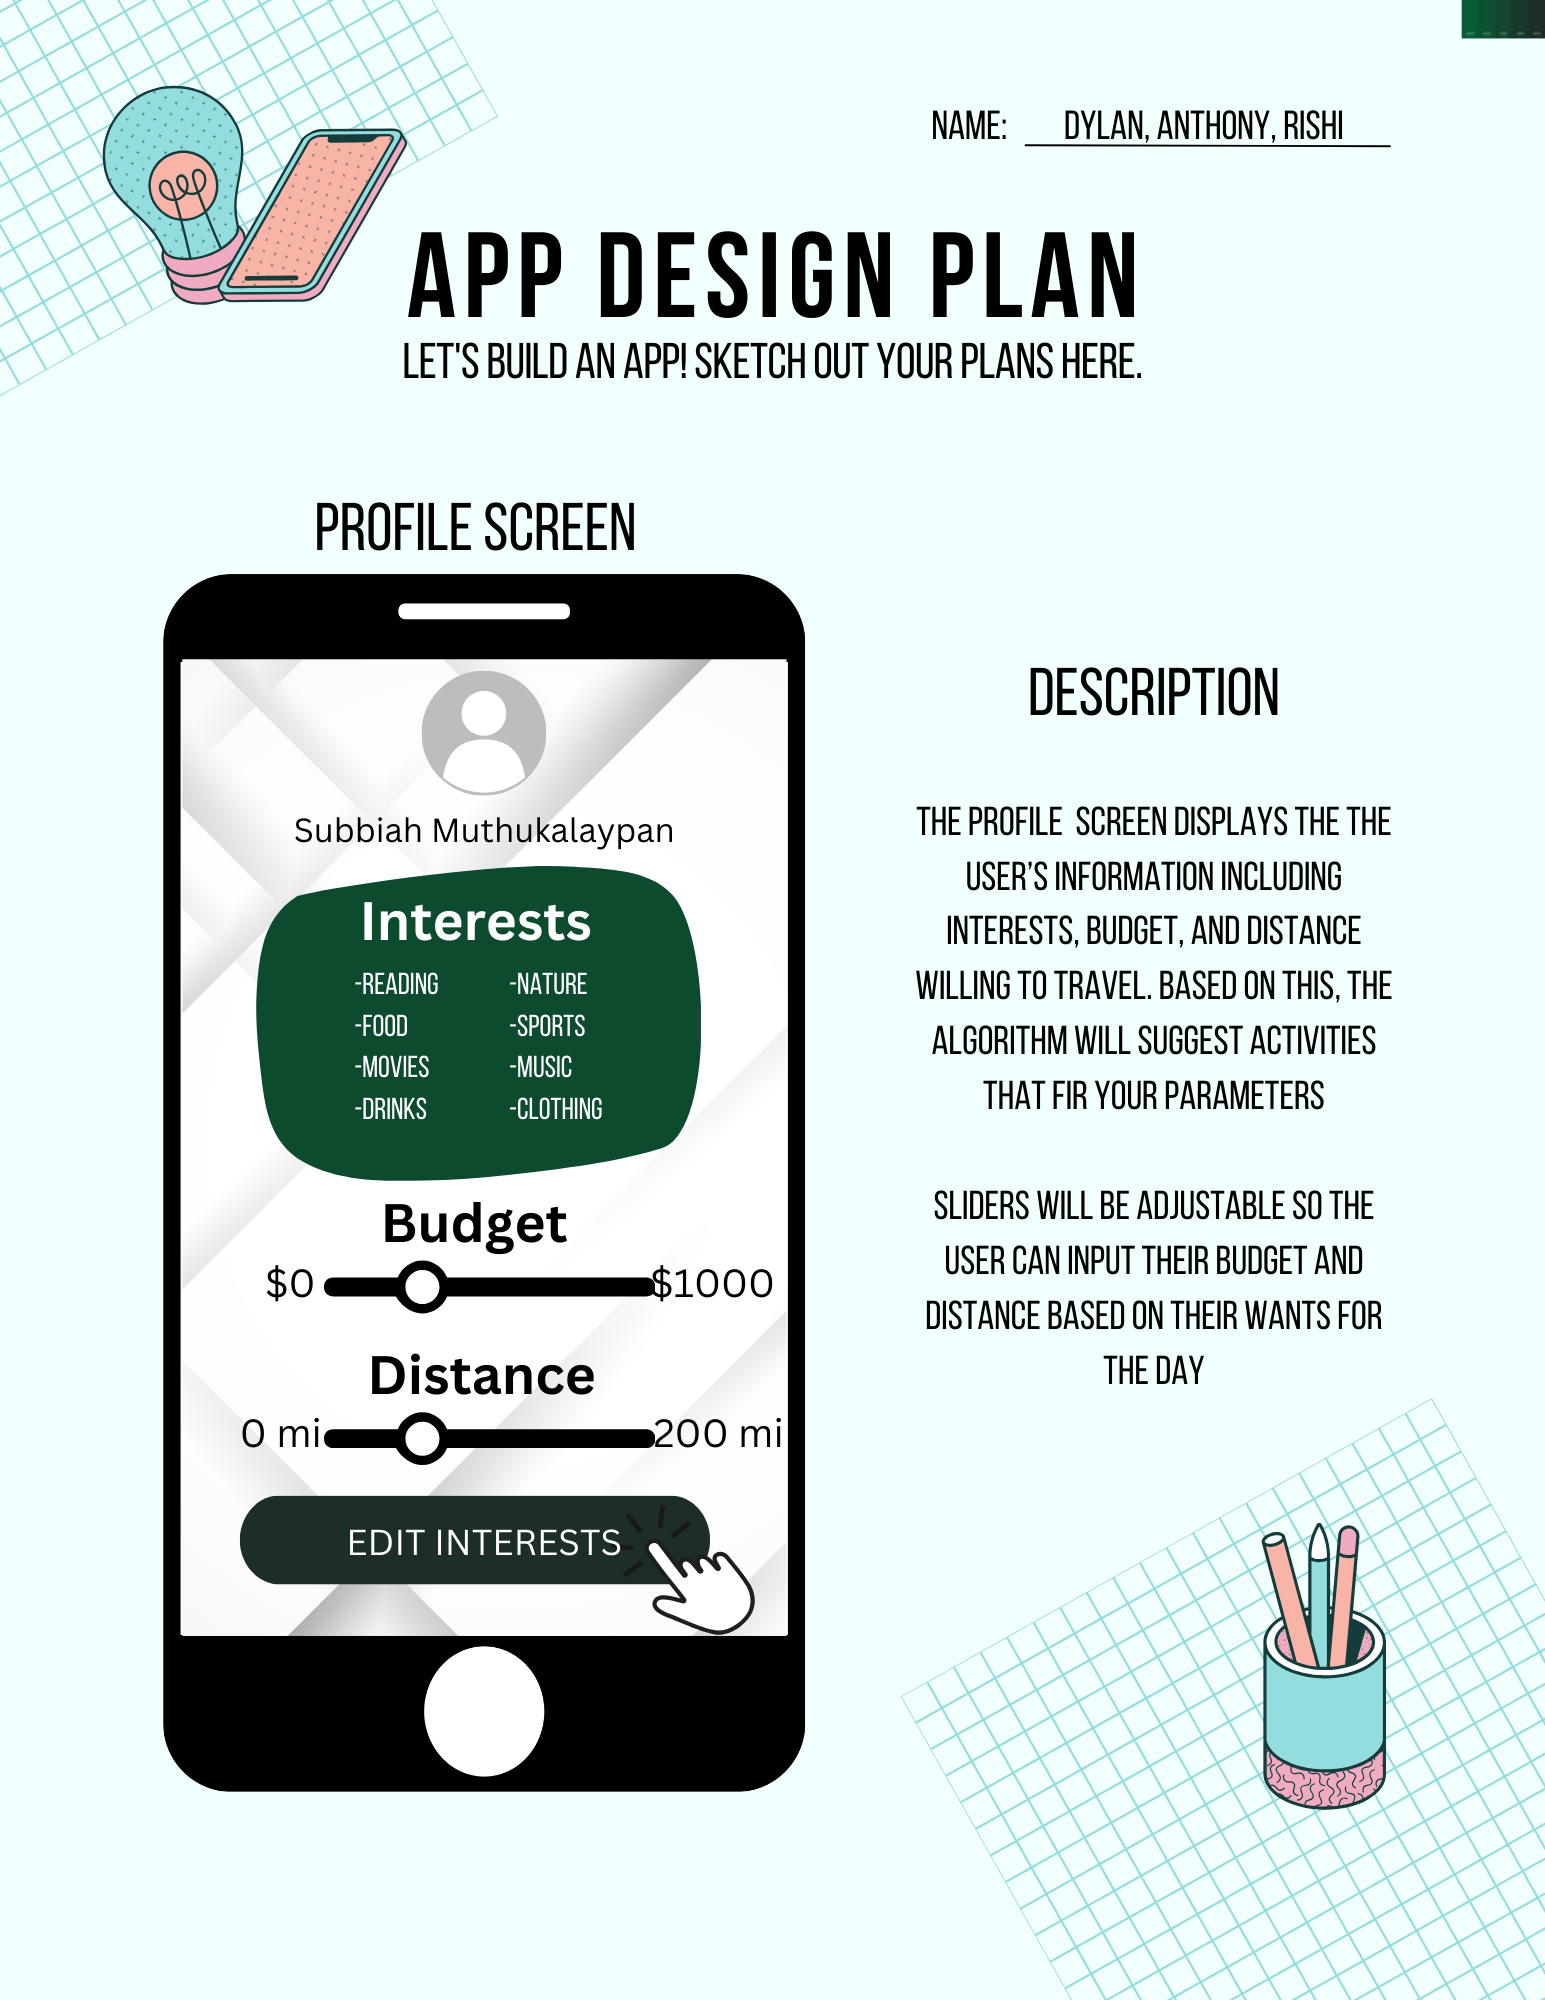 NAME: DYLAN, ANTHONY, RISHI
APP DESIGN PLAN
LET'S BUILD AN APP! SKETCH OUT YOUR PLANS HERE.
PROFILE SCREEN
Subbiah Muthukalaypan
Interests
-READING -NATURE
-FOOD -SPORTS
-MOVIES -MUSIC
-DRINKS -CLOTHING
Budget
$0 $1000
Distance
0 mi 200 mi
EDIT INTERESTS
DESCRIPTION
THE PROFILE SCREEN DISPLAYS THE THE
USER’S INFORMATION INCLUDING
INTERESTS, BUDGET, AND DISTANCE
WILLING TO TRAVEL. BASED ON THIS, THE
ALGORITHM WILL SUGGEST ACTIVITIES
THAT FIR YOUR PARAMETERS
SLIDERS WILL BE ADJUSTABLE SO THE
USER CAN INPUT THEIR BUDGET AND
DISTANCE BASED ON THEIR WANTS FOR
THE DAY